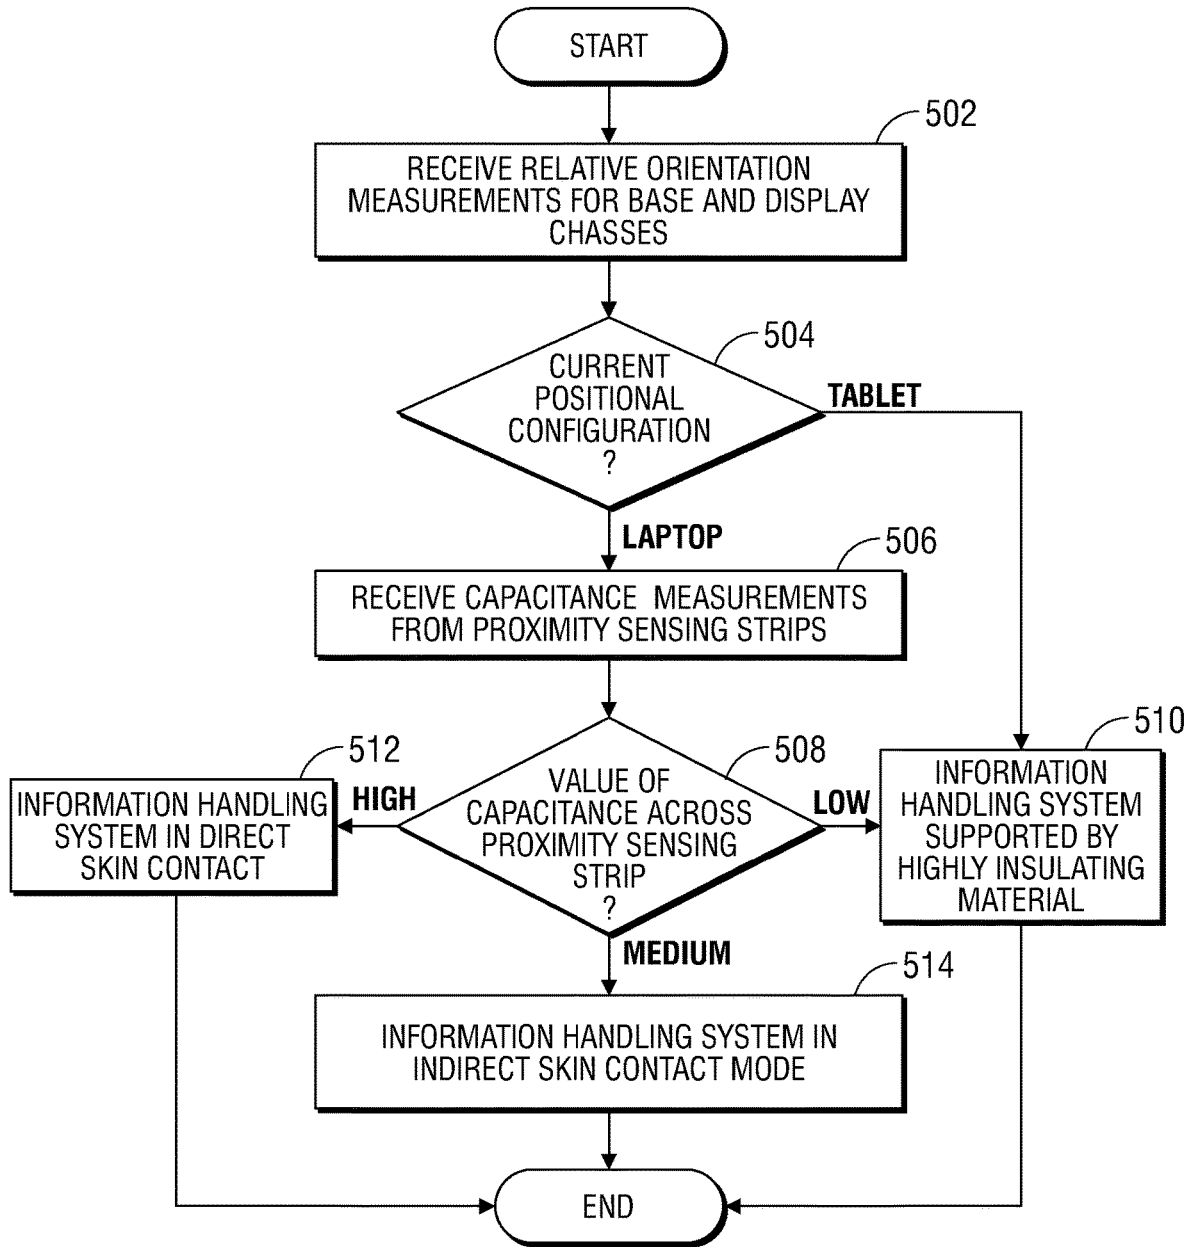 START
502
RECEIVE RELATIVE ORIENTATION
MEASUREMENTS FOR BASE AND DISPLAY
CHASSES
504
CURRENT
POSITIONAL
CONFIGURATION
?
TABLET
LAPTOP
506
RECEIVE CAPACITANCE MEASUREMENTS
FROM PROXIMITY SENSING STRIPS
508
VALUE OF
CAPACITANCE ACROSS
PROXIMITY SENSING
STRIP
?
HIGH
LOW
MEDIUM
512
INFORMATION HANDLING
SYSTEM IN DIRECT
SKIN CONTACT
510
INFORMATION
HANDLING SYSTEM
SUPPORTED BY
HIGHLY INSULATING
MATERIAL
514
INFORMATION HANDLING SYSTEM IN
INDIRECT SKIN CONTACT MODE
END